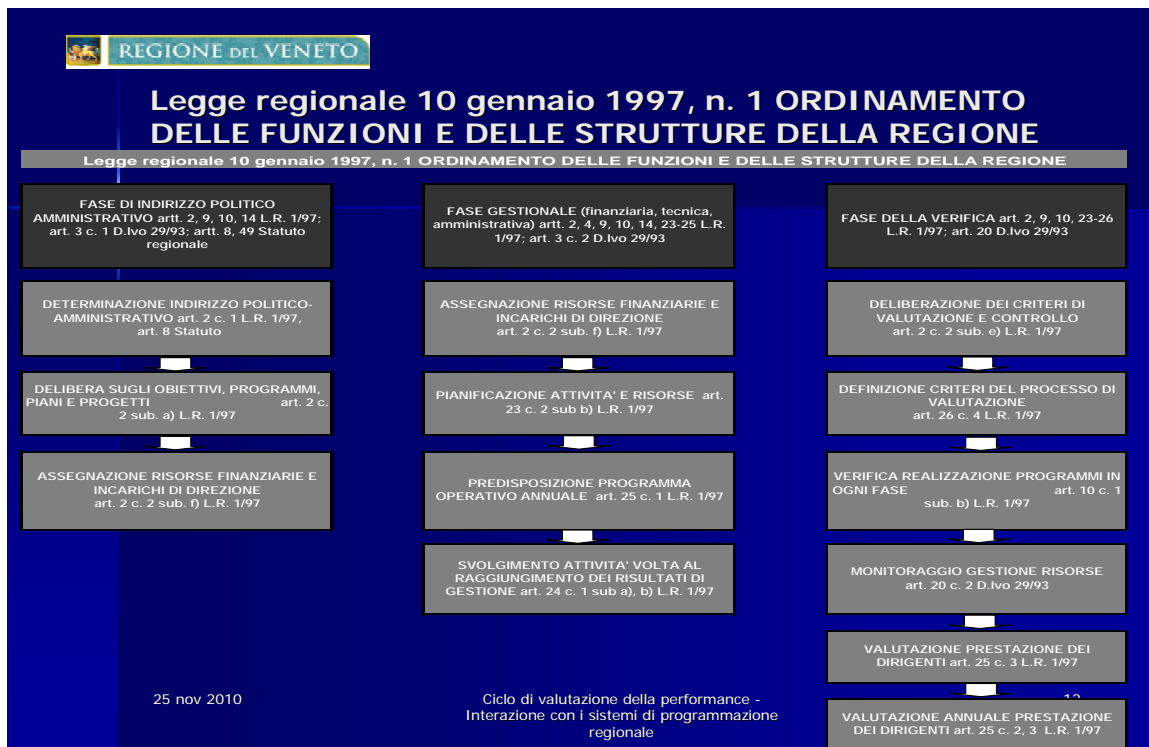 REGIONE DEL VENETO
Legge regionale 10 gennaio 1997, n. 1 ORDINAMENTO
DELLE FUNZIONI E DELLE STRUTTURE DELLA REGIONE
Legge regionale 10 gennaio 1997, n. 1 ORDINAMENTO DELLE FUNZIONI E DELLE STRUTTURE DELLA REGIONE
FASE DI INDIRIZZO POLITICO
AMMINISTRATIVO artt. 2, 9, 10, 14 L.R. 1/97;
art. 3 c. 1 D.lvo 29/93; artt. 8, 49 Statuto
regionale
DETERMINAZIONE INDIRIZZO POLITICO-
AMMINISTRATIVO art. 2 c. 1 L.R. 1/97,
art. 8 Statuto
DELIBERA SUGLI OBIETTIVI, PROGRAMMI,
PIANI E PROGETTI art. 2 c.
2 sub. a) L.R. 1/97
ASSEGNAZIONE RISORSE FINANZIARIE E
INCARICHI DI DIREZIONE
art. 2 c. 2 sub. f) L.R. 1/97
FASE GESTIONALE (finanziaria, tecnica,
amministrativa) artt. 2, 4, 9, 10, 14, 23-25 L.R.
1/97; art. 3 c. 2 D.lvo 29/93
ASSEGNAZIONE RISORSE FINANZIARIE E
INCARICHI DI DIREZIONE
art. 2 c. 2 sub. f) L.R. 1/97
PIANIFICAZIONE ATTIVITA' E RISORSE art.
23 c. 2 sub b) L.R. 1/97
PREDISPOSIZIONE PROGRAMMA
OPERATIVO ANNUALE art. 25 c. 1 L.R. 1/97
SVOLGIMENTO ATTIVITA' VOLTA AL
RAGGIUNGIMENTO DEI RISULTATI DI
GESTIONE art. 24 c. 1 sub a), b) L.R. 1/97
FASE DELLA VERIFICA art. 2, 9, 10, 23-26
L.R. 1/97; art. 20 D.lvo 29/93
DELIBERAZIONE DEI CRITERI DI
VALUTAZIONE E CONTROLLO
art. 2 c. 2 sub. e) L.R. 1/97
DEFINIZIONE CRITERI DEL PROCESSO DI
VALUTAZIONE
art. 26 c. 4 L.R. 1/97
VERIFICA REALIZZAZIONE PROGRAMMI IN
OGNI FASE art. 10 c. 1
sub. b) L.R. 1/97
MONITORAGGIO GESTIONE RISORSE
art. 20 c. 2 D.lvo 29/93
VALUTAZIONE PRESTAZIONE DEI
DIRIGENTI art. 25 c. 3 L.R. 1/97
VALUTAZIONE ANNUALE PRESTAZIONE
DEI DIRIGENTI art. 25 c. 2, 3 L.R. 1/97
25 nov 2010
Ciclo di valutazione della performance -
Interazione con i sistemi di programmazione
regionale